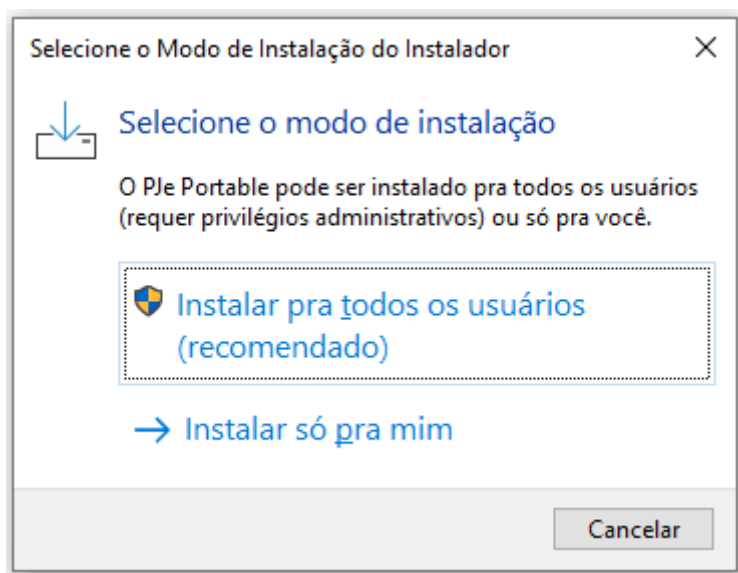 Selecione o Modo de Instalação do Instalador
Selecione o modo de instalação
O PJe Portable pode ser instalado pra todos os usuários
(requer privilégios administrativos) ou só pra você.
Instalar pra todos os usuários
(recomendado)
Instalar só pra mim
Cancelar